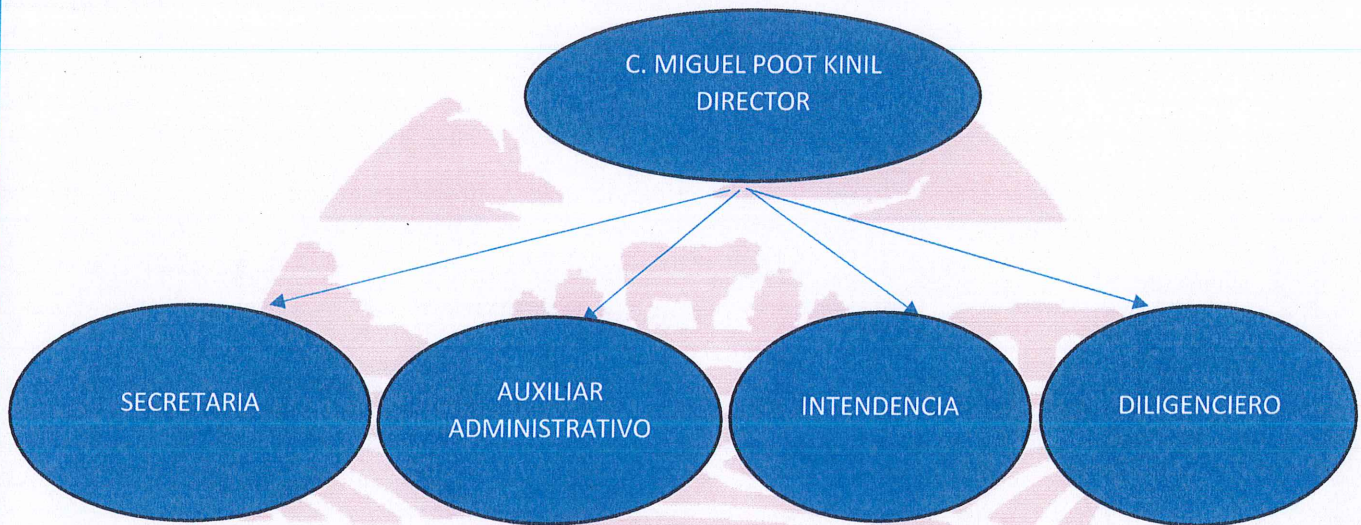 C. MIGUEL POOT KINIL
DIRECTOR
SECRETARIA
AUXILIAR
ADMINISTRATIVO
INTENDENCIA
DILIGENCIERO